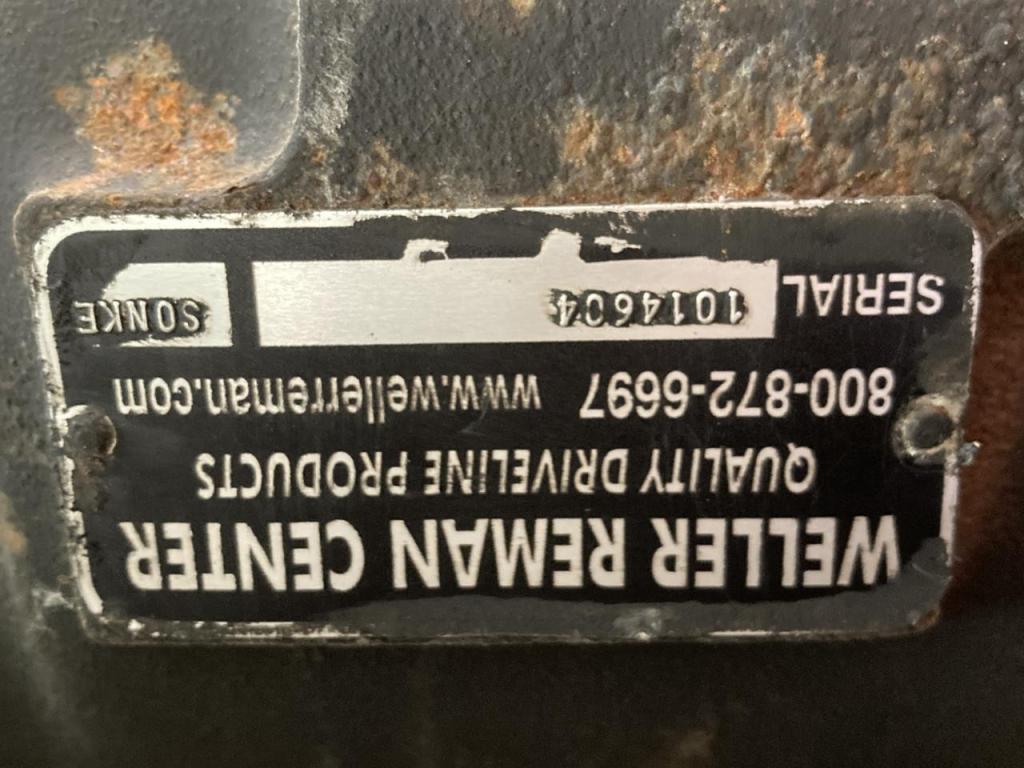 WELLER REMAN CENTER
QUALITY DRIVELINE PRODUCTS
800-872-6697 www.wellerreman.com
SERIAL 1014604 SONKE